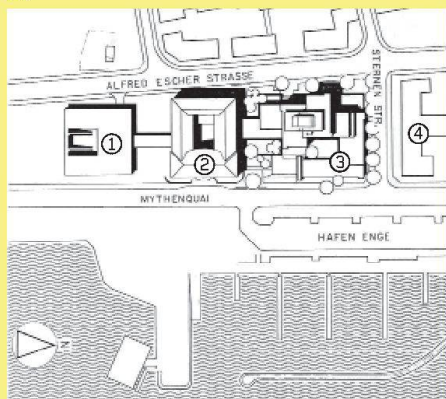 ALFRED ESCHER STRASSE
STERNEN STR.
1
2
3
4
MYTHENQUAI
HAFEN ENGE
N